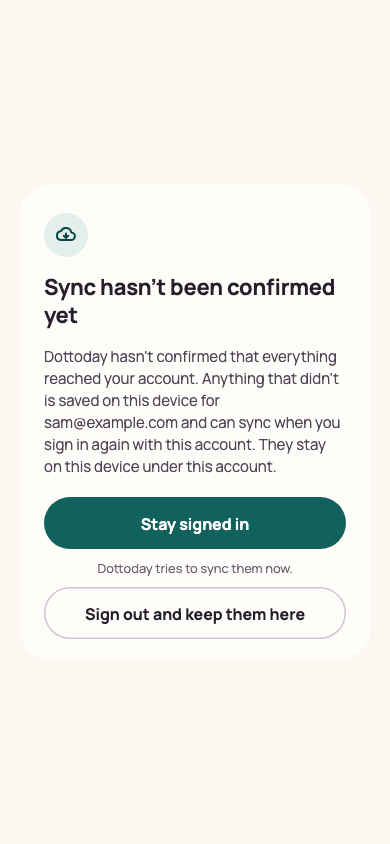 Sync hasn’t been confirmed
yet
Dottoday hasn’t confirmed that everything
reached your account. Anything that didn’t
is saved on this device for
sam@example.com and can sync when you
sign in again with this account. They stay
on this device under this account.
Stay signed in
Dottoday tries to sync them now.
Sign out and keep them here